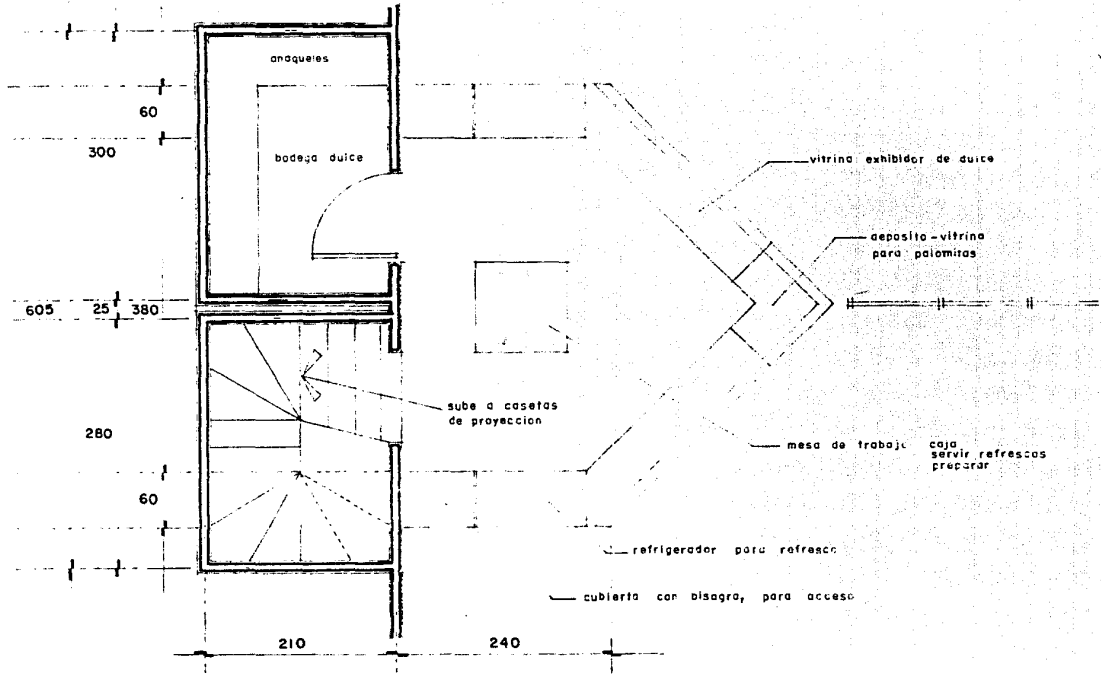 anaqueles
60
300
bodega dulce
vitrina exhibidor de dulce
deposito-vitrina
para palomitas
605 25 380
sube a casetas
de proyeccion
280
mesa de trabajo caja
servir refrescos
preparar
60
refrigerador para refresco
cubierta con bisagra, para acceso
210 240